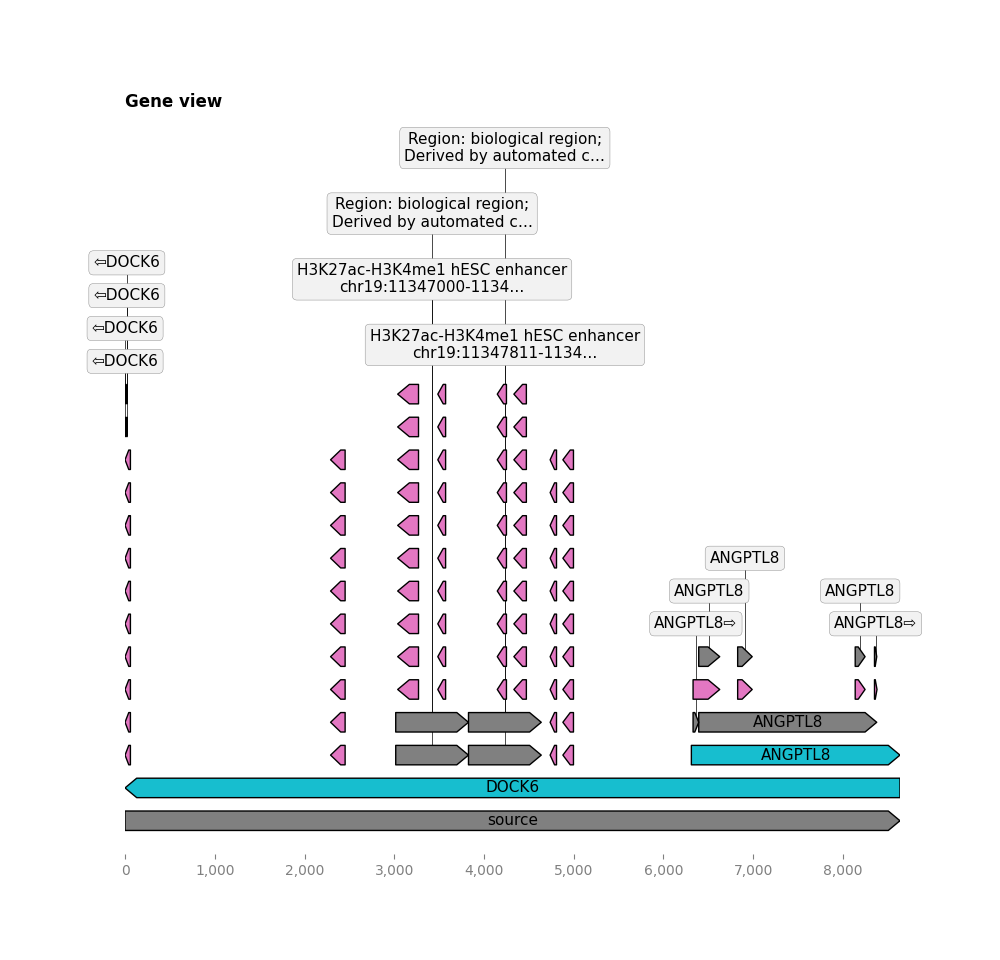 Gene view
Region: biological region;
Derived by automated c...
Region: biological region;
Derived by automated c...
⇦DOCK6
H3K27ac-H3K4me1 hESC enhancer
chr19:11347000-1134...
⇦DOCK6
⇦DOCK6
H3K27ac-H3K4me1 hESC enhancer
chr19:11347811-1134...
⇦DOCK6
ANGPTL8
ANGPTL8
ANGPTL8
ANGPTL8⇨
ANGPTL8⇨
ANGPTL8
ANGPTL8
DOCK6
source
0 1,000 2,000 3,000 4,000 5,000 6,000 7,000 8,000